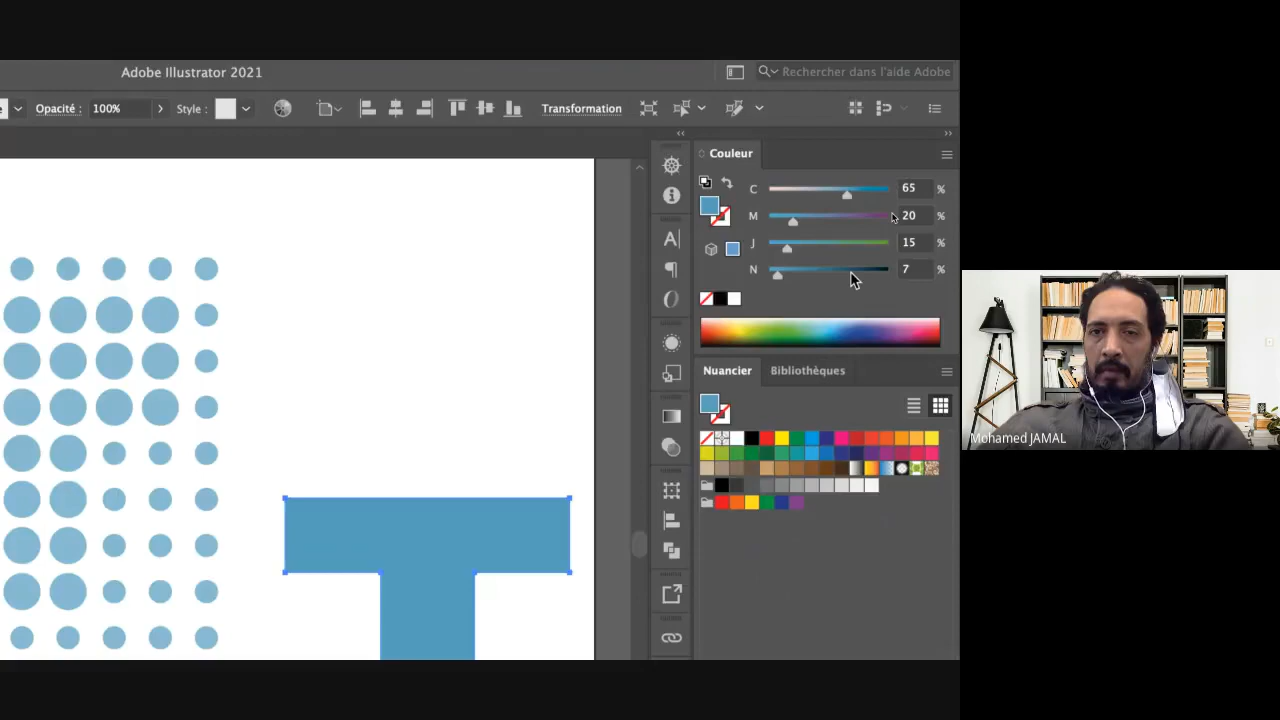 Adobe Illustrator 2021
Rechercher dans l'aide Adobe
Opacité : 100% Style : Transformation
Couleur
C 65 %
M 20 %
J 15 %
N 7 %
Nuancier Bibliothèques
Mohamed JAMAL
T